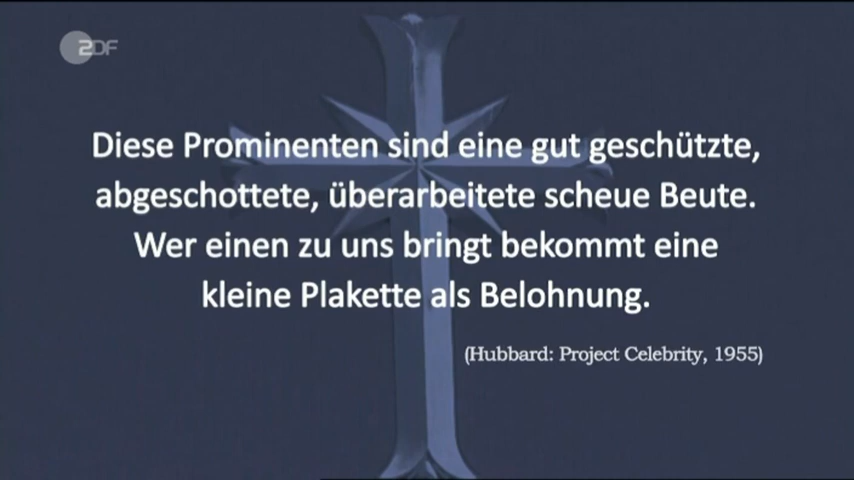 ZDF
Diese Prominenten sind eine gut geschützte,
abgeschottete, überarbeitete scheue Beute.
Wer einen zu uns bringt bekommt eine
kleine Plakette als Belohnung.
(Hubbard: Project Celebrity, 1955)